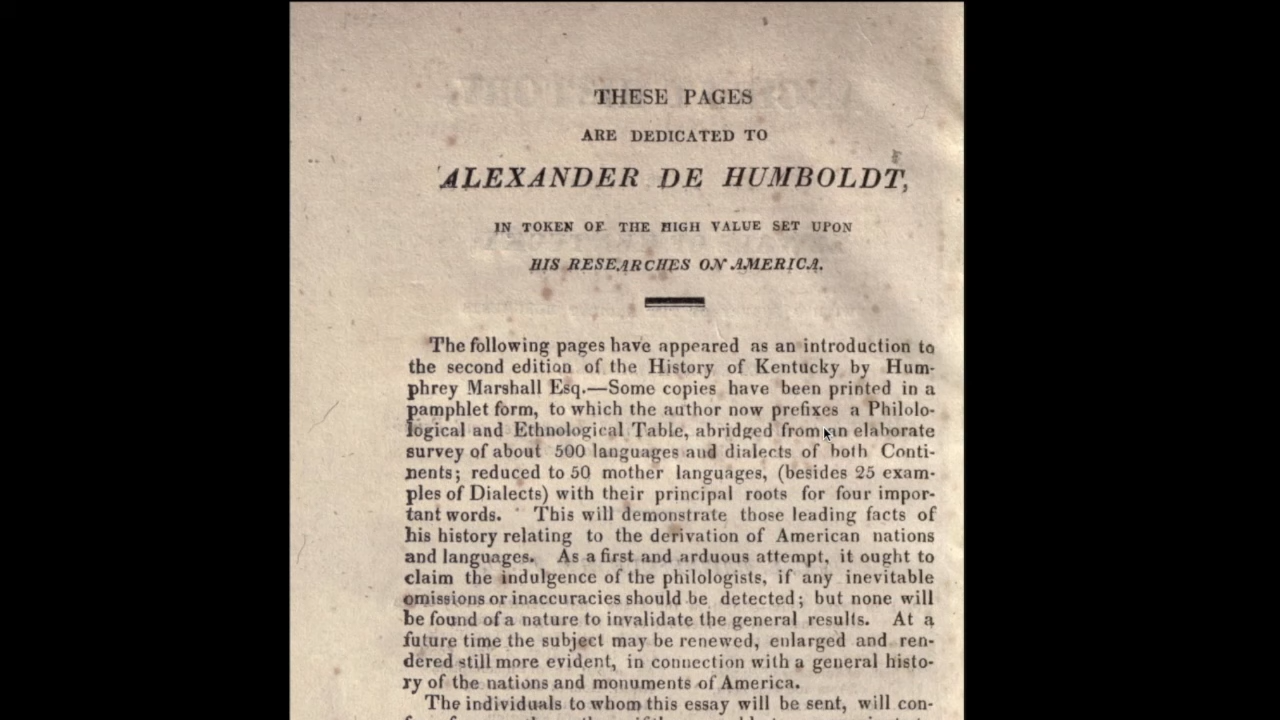 THESE PAGES
ARE DEDICATED TO
ALEXANDER DE HUMBOLDT,
IN TOKEN OF THE HIGH VALUE SET UPON
HIS RESEARCHES ON AMERICA.
The following pages have appeared as an introduction to
the second edition of the History of Kentucky by Hum-
phrey Marshall Esq.—Some copies have been printed in a
pamphlet form, to which the author now prefixes a Philolo-
logical and Ethnological Table, abridged from an elaborate
survey of about 500 languages and dialects of both Conti-
nents; reduced to 50 mother languages, (besides 25 exam-
ples of Dialects) with their principal roots for four impor-
tant words. This will demonstrate those leading facts of
his history relating to the derivation of American nations
and languages. As a first and arduous attempt, it ought to
claim the indulgence of the philologists, if any inevitable
omissions or inaccuracies should be detected; but none will
be found of a nature to invalidate the general results. At a
future time the subject may be renewed, enlarged and ren-
dered still more evident, in connection with a general histo-
ry of the nations and monuments of America.
The individuals to whom this essay will be sent, will con-